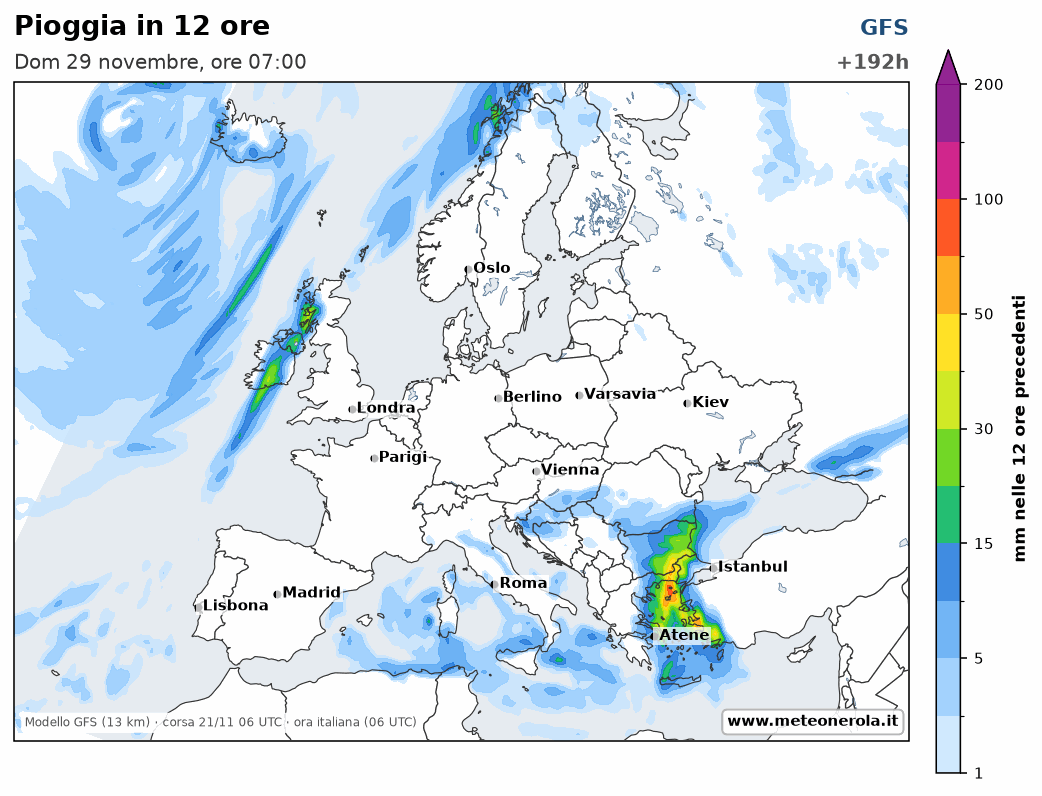 Pioggia in 12 ore
GFS
Dom 29 novembre, ore 07:00
+192h
200
100
50
30
15
5
1
mm nelle 12 ore precedenti
Oslo
Berlino
Varsavia
Kiev
Londra
Parigi
Vienna
Istanbul
Roma
Madrid
Lisbona
Atene
Modello GFS (13 km) · corsa 21/11 06 UTC · ora italiana (06 UTC)
www.meteonerola.it